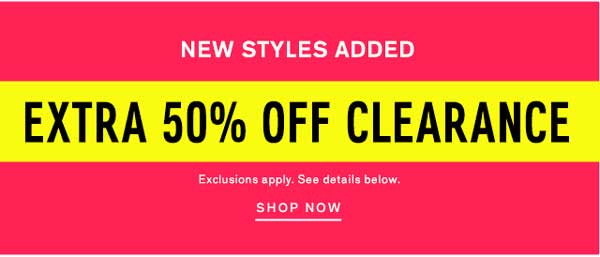 NEW STYLES ADDED
EXTRA 50% OFF CLEARANCE
Exclusions apply. See details below.
SHOP NOW